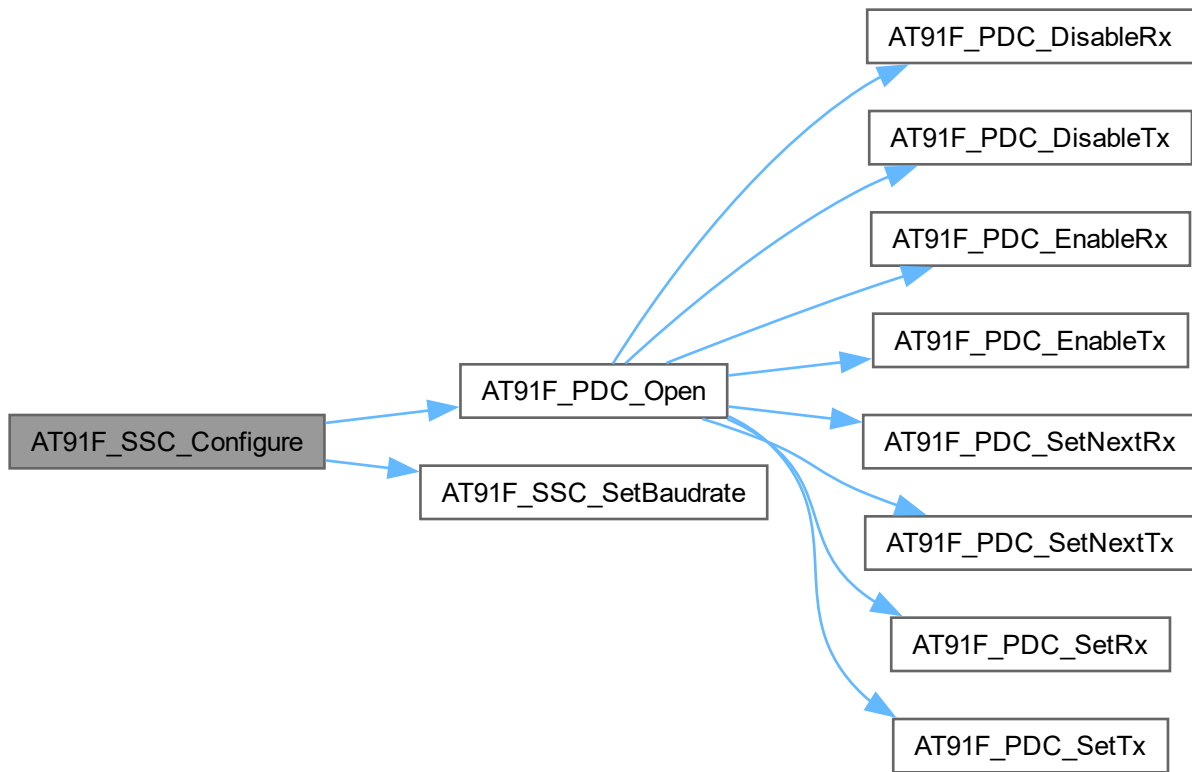 AT91F_PDC_DisableRx
AT91F_PDC_DisableTx
AT91F_PDC_EnableRx
AT91F_PDC_EnableTx
AT91F_PDC_Open
AT91F_SSC_Configure
AT91F_PDC_SetNextRx
AT91F_SSC_SetBaudrate
AT91F_PDC_SetNextTx
AT91F_PDC_SetRx
AT91F_PDC_SetTx